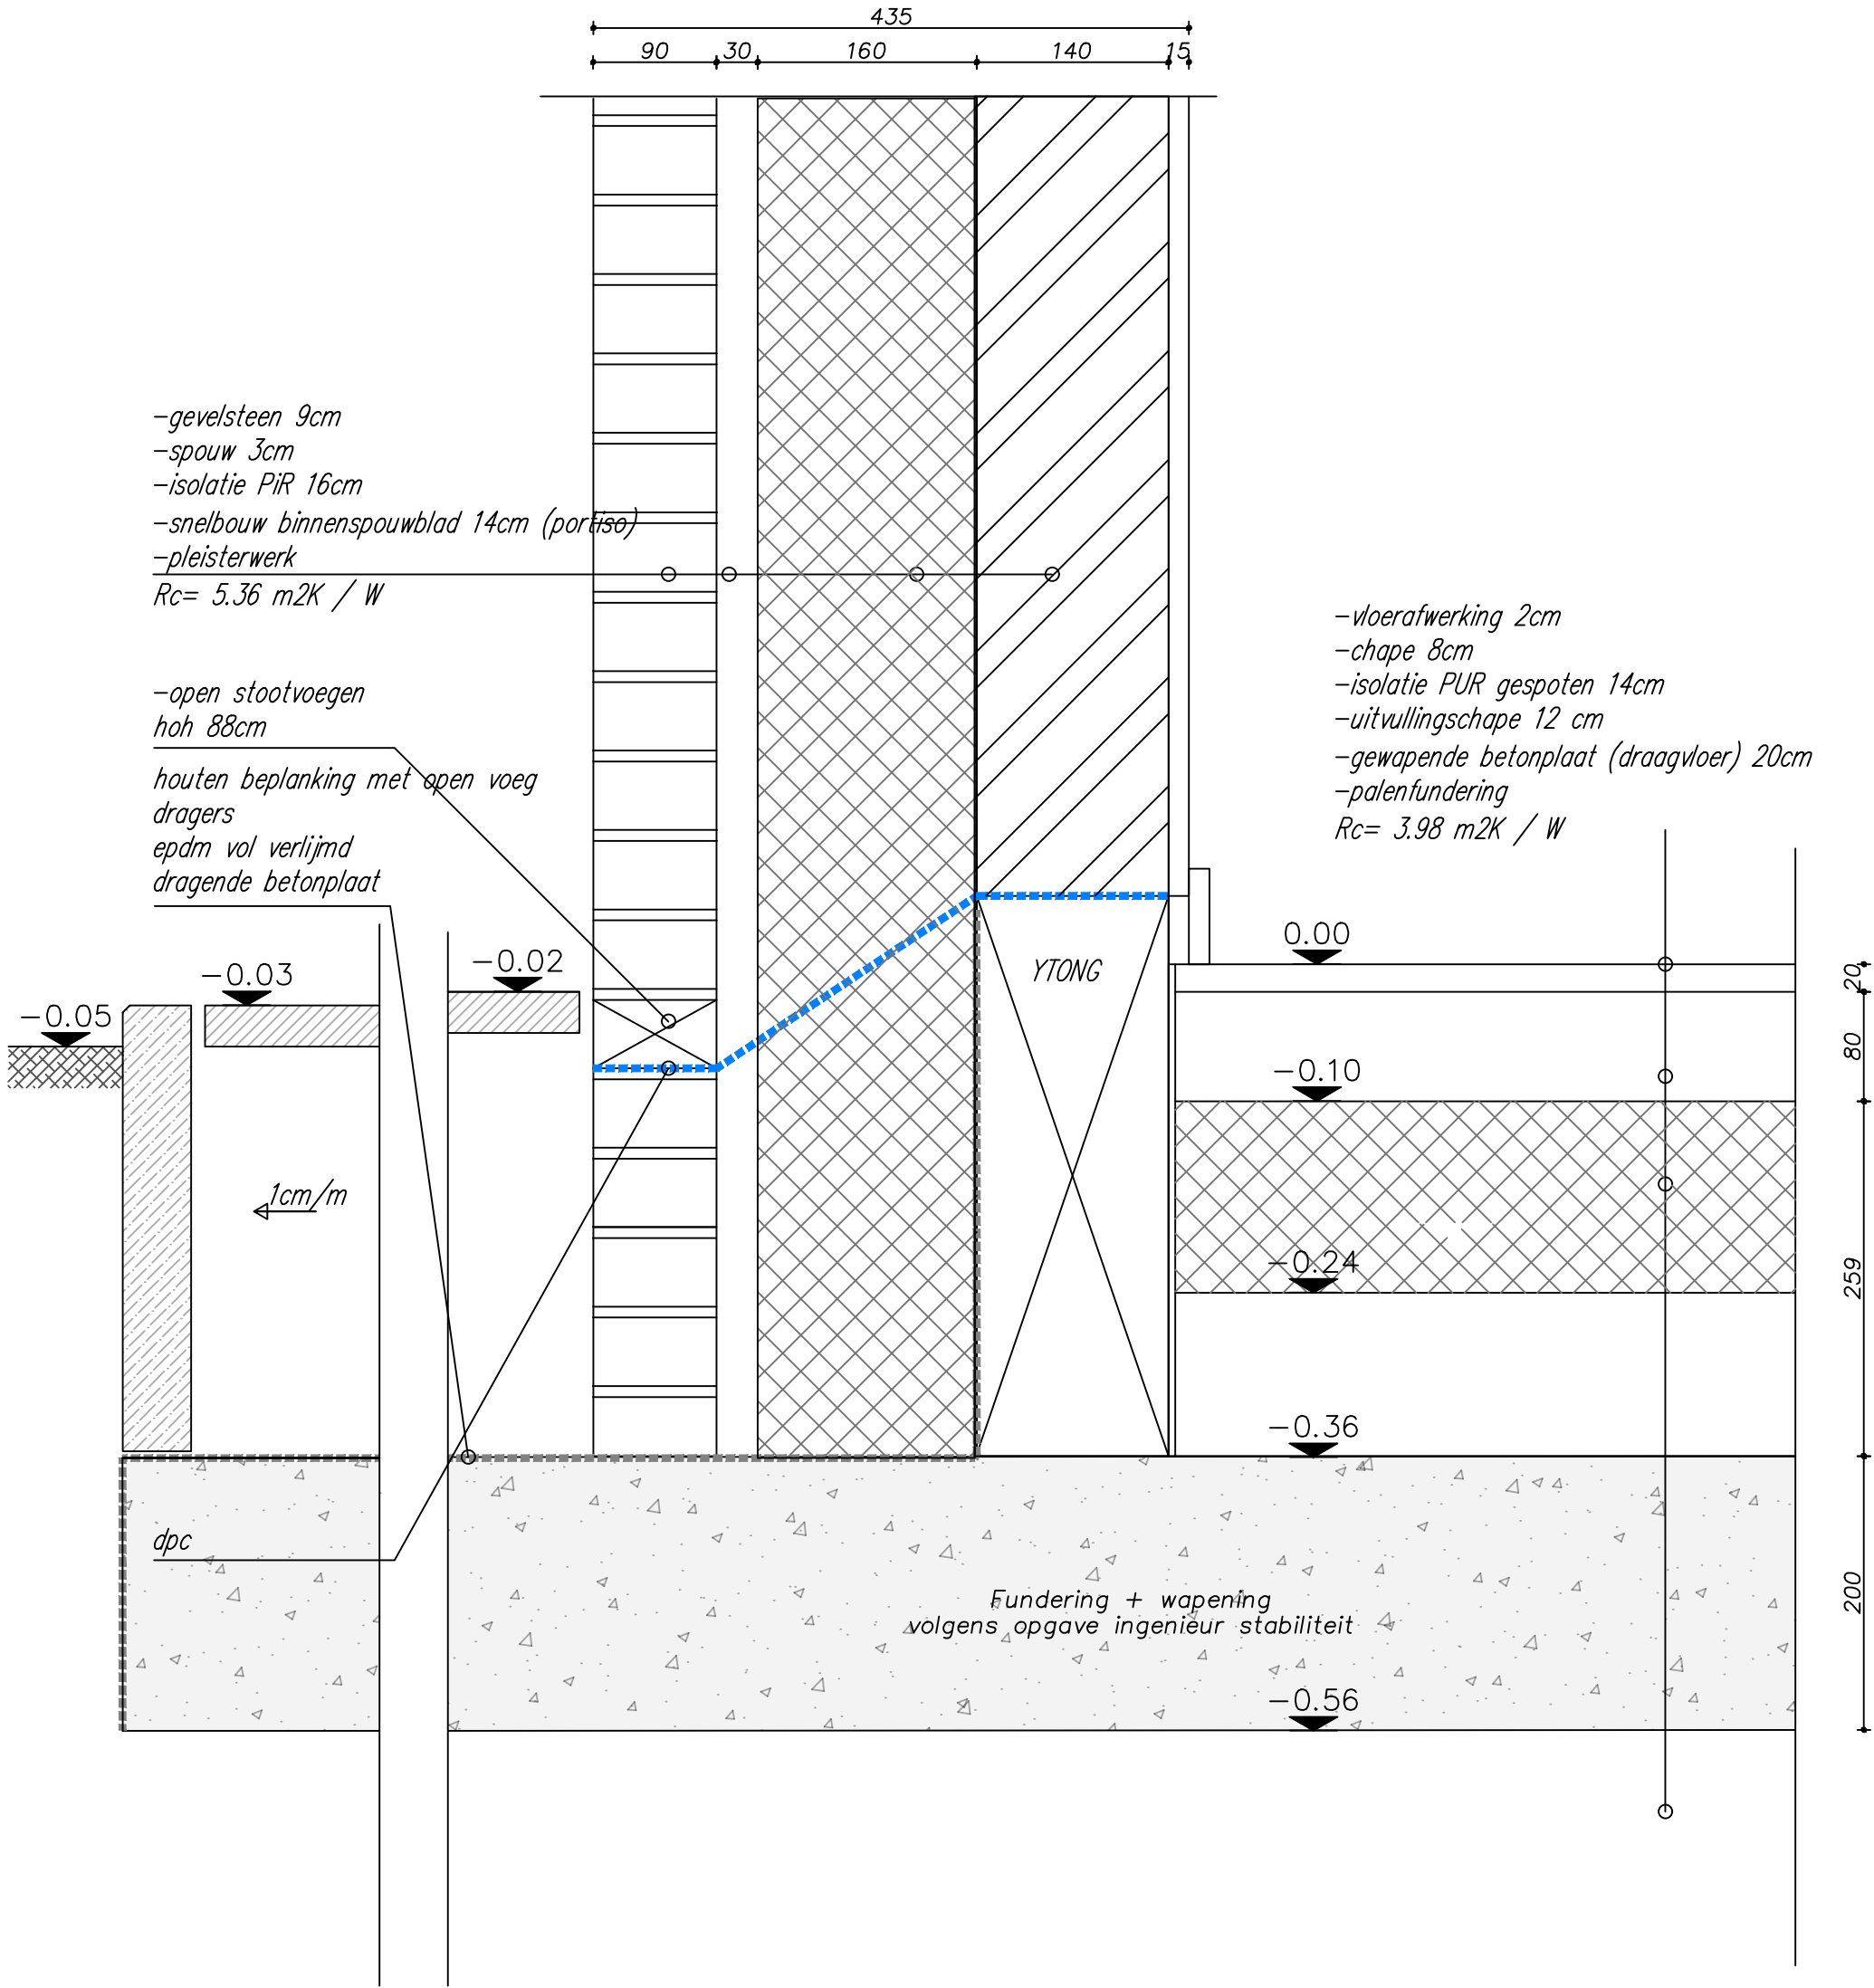 435
90 30 160 140 15
-gevelsteen 9cm
-spouw 3cm
-isolatie PiR 16cm
-snelbouw binnenspouwblad 14cm (portiso)
-pleisterwerk
Rc= 5.36 m2K / W
-vloerafwerking 2cm
-chape 8cm
-isolatie PUR gespoten 14cm
-uitvullingschape 12 cm
-gewapende betonplaat (draagvloer) 20cm
-palenfundering
Rc= 3.98 m2K / W
-open stootvoegen
hoh 88cm
houten beplanking met open voeg
dragers
epdm vol verlijmd
dragende betonplaat
0.00
YTONG
-0.02
-0.03
-0.05
20
80
-0.10
1cm/m
-0.24
259
-0.36
dpc
Fundering + wapening
volgens opgave ingenieur stabiliteit
200
-0.56